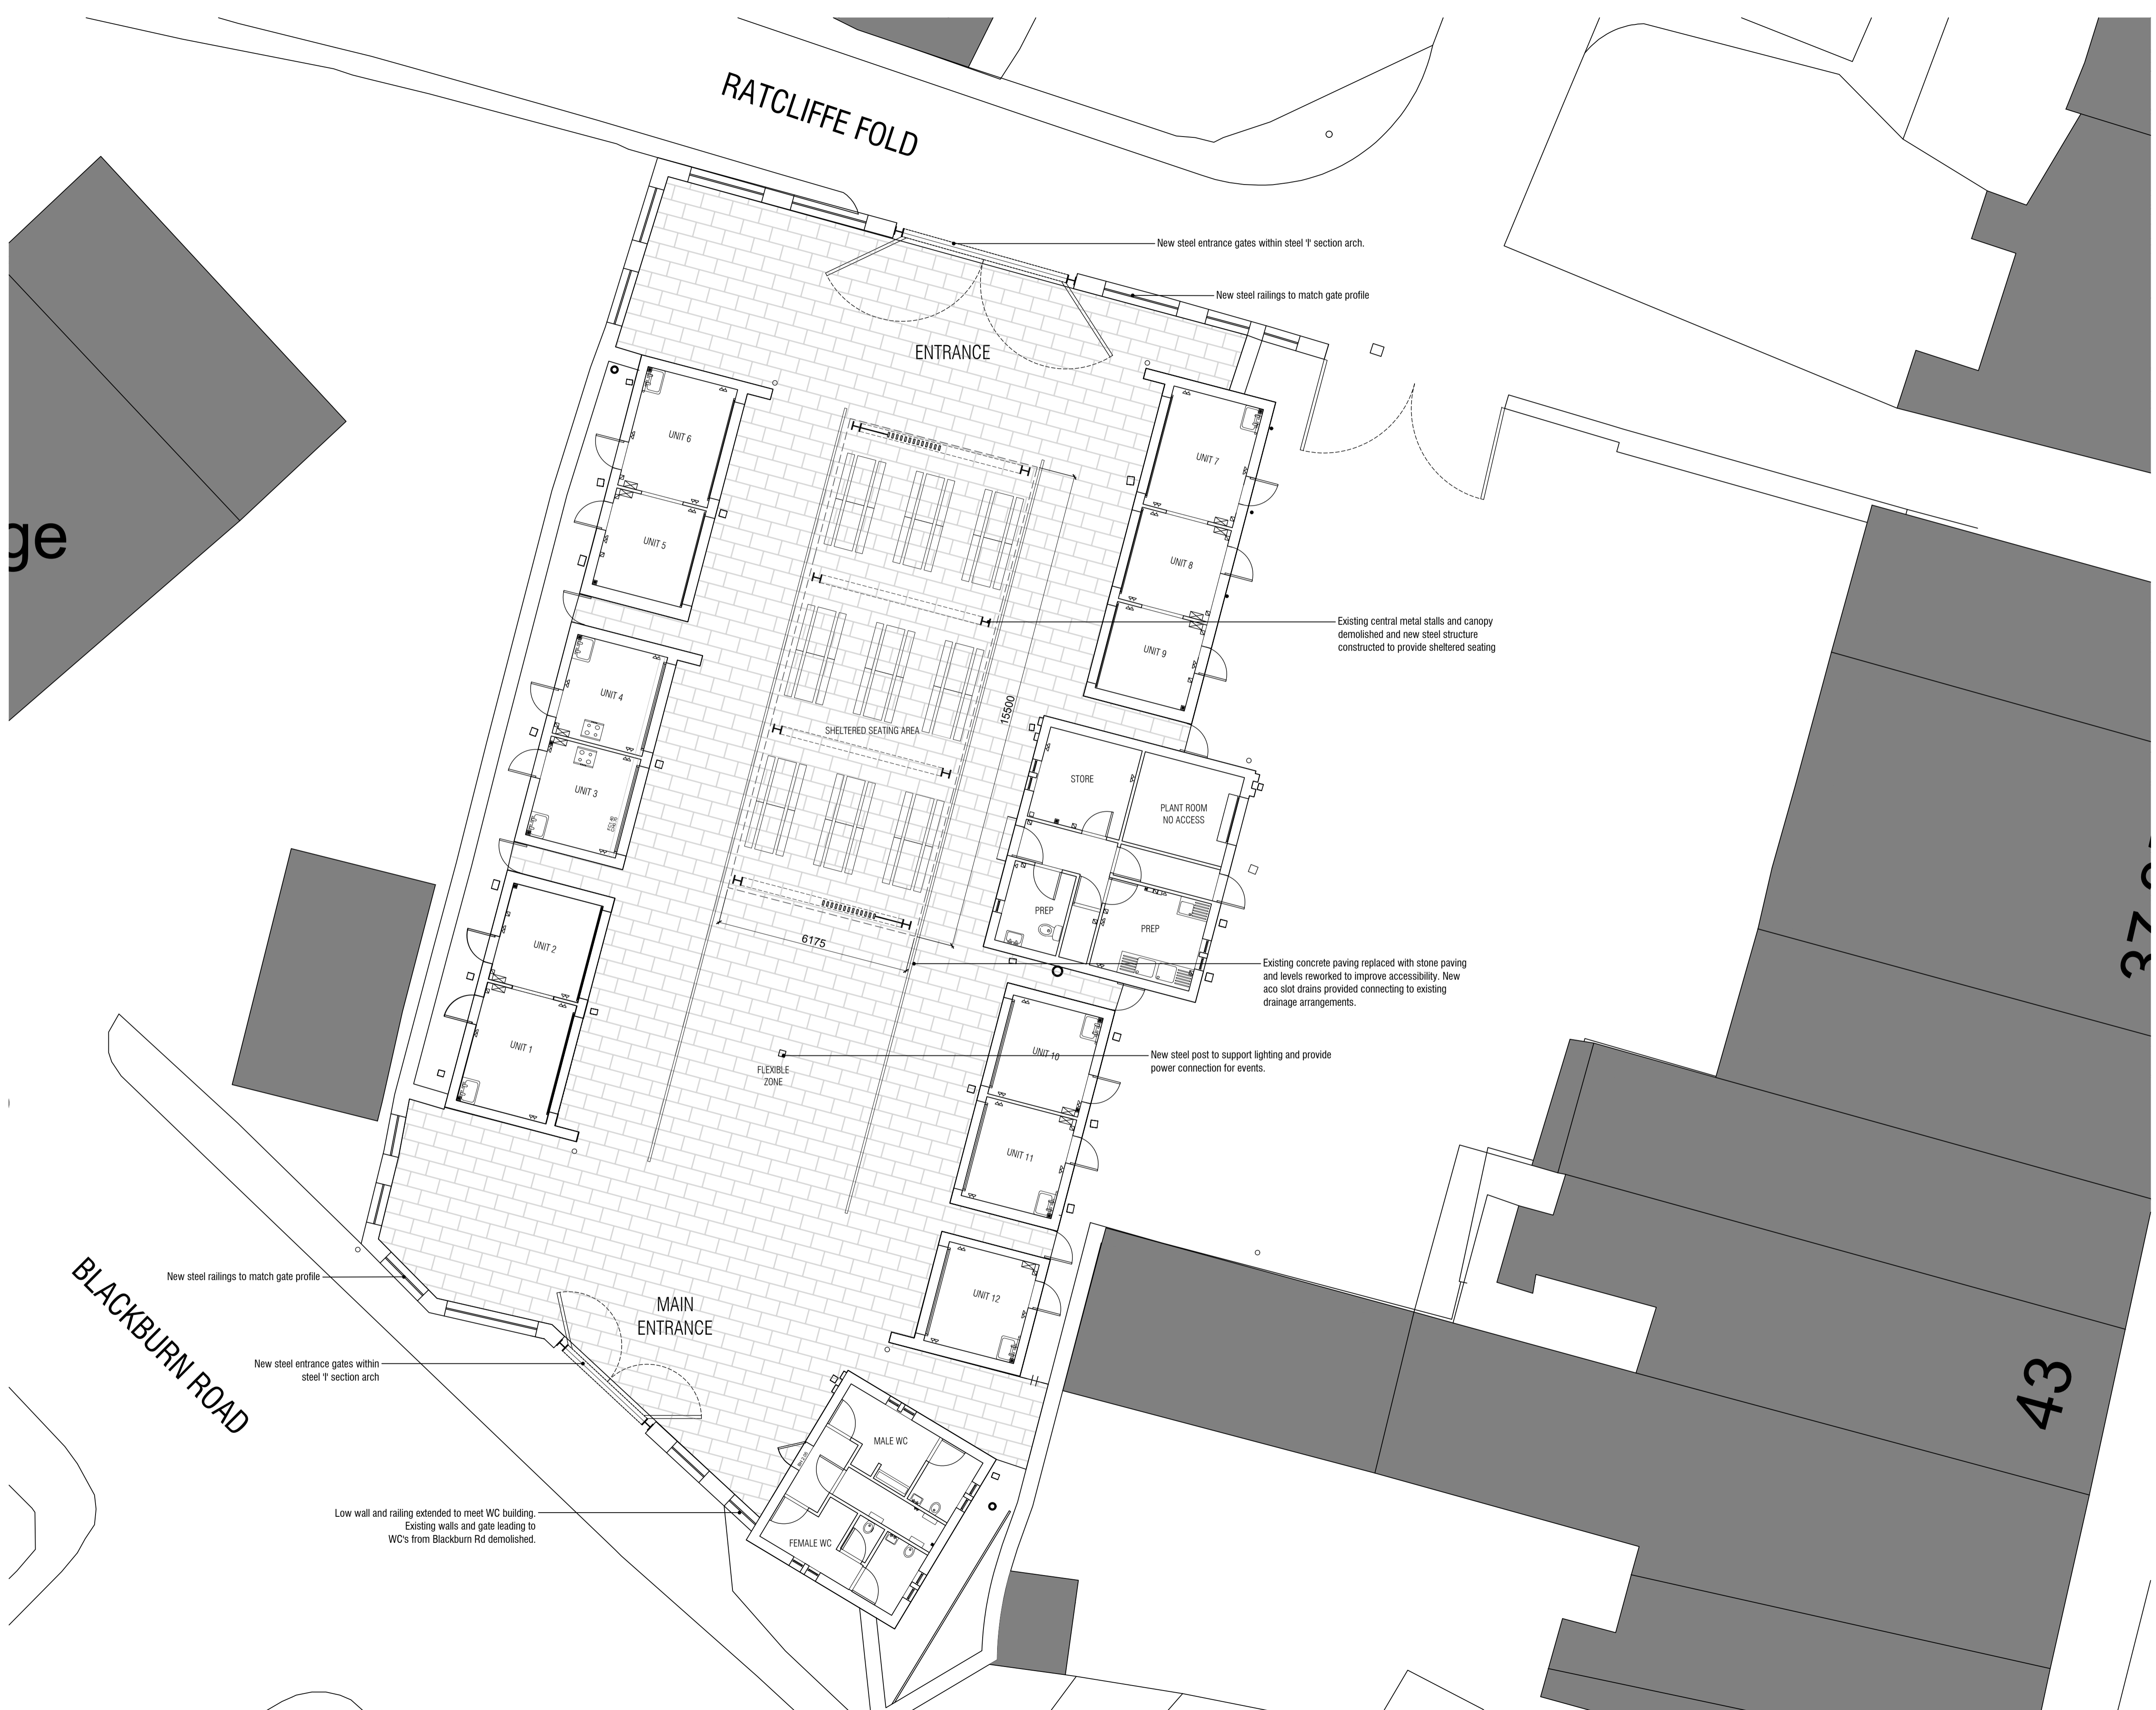 RATCLIFFE FOLD
New steel entrance gates within steel 'I' section arch.
New steel railings to match gate profile
ENTRANCE
UNIT 6
UNIT 7
ge
UNIT 5
UNIT 8
Existing central metal stalls and canopy
demolished and new steel structure
constructed to provide sheltered seating
UNIT 9
UNIT 4
15500
SHELTERED SEATING AREA
STORE
UNIT 3
PLANT ROOM
NO ACCESS
PREP
PREP
6175
UNIT 2
Existing concrete paving replaced with stone paving
and levels reworked to improve accessibility. New
aco slot drains provided connecting to existing
drainage arrangements.
37
UNIT 1
UNIT 10
New steel post to support lighting and provide
power connection for events.
FLEXIBLE
ZONE
UNIT 11
New steel railings to match gate profile
BLACKBURN ROAD
MAIN
ENTRANCE
UNIT 12
New steel entrance gates within
steel 'I' section arch
43
MALE WC
Low wall and railing extended to meet WC building.
Existing walls and gate leading to
WC's from Blackburn Rd demolished.
FEMALE WC